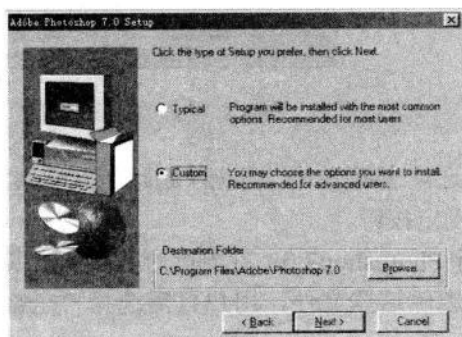 Adobe Photoshop 7.0 Setup
Click the type of Setup you prefer, then click Next.
Typical Program will be installed with the most common
options. Recommended for most users.
Custom You may choose the options you want to install.
Recommended for advanced users.
Destination Folder
C:\Program Files\Adobe\Photoshop 7.0 Browse...
< Back Next > Cancel